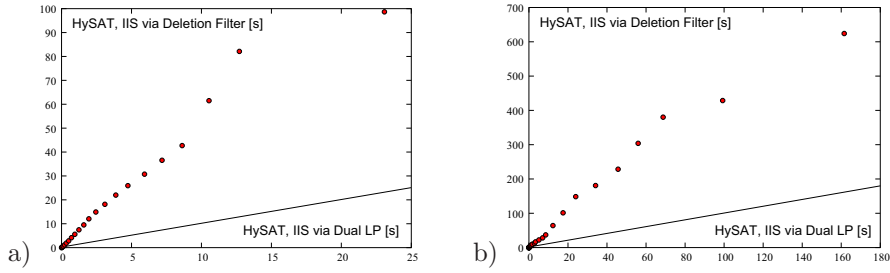 100
90
80
70
60
50
40
30
20
10
0
HySAT, IIS via Deletion Filter [s]
HySAT, IIS via Dual LP [s]
0 5 10 15 20 25
a)
700
600
500
400
300
200
100
0
HySAT, IIS via Deletion Filter [s]
HySAT, IIS via Dual LP [s]
0 20 40 60 80 100 120 140 160 180
b)